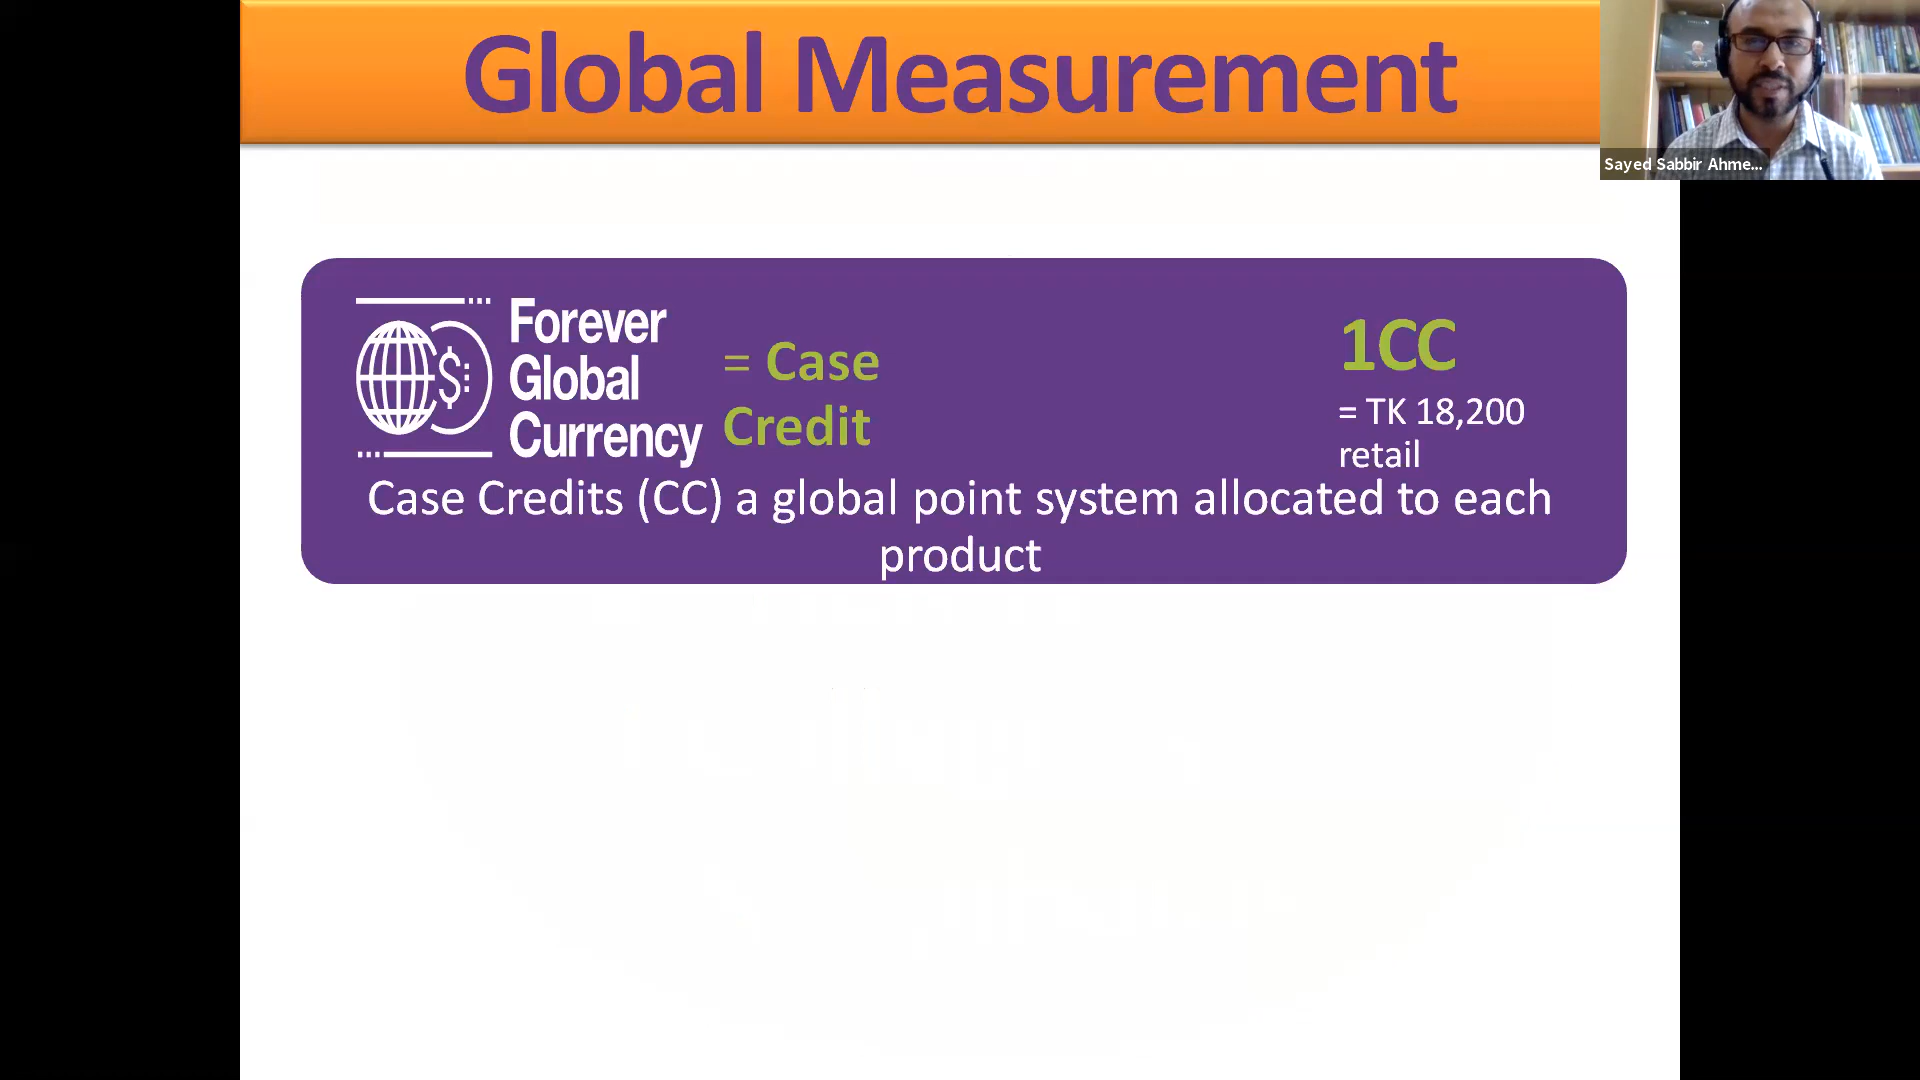 Global Measurement
Sayed Sabbir Ahme...
Forever
Global
Currency
= Case
Credit
1CC
= TK 18,200
retail
Case Credits (CC) a global point system allocated to each
product